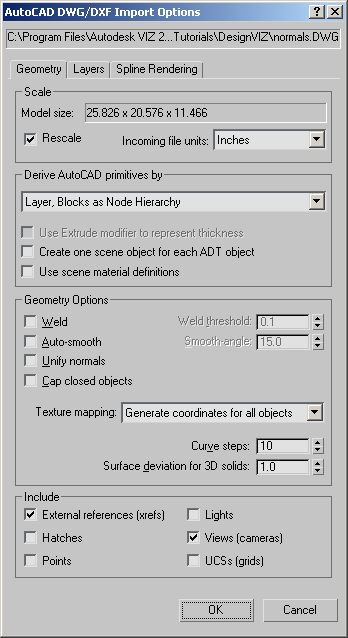 AutoCAD DWG/DXF Import Options
C:\Program Files\Autodesk VIZ 2...Tutorials\DesignVIZ\normals.DWG
Geometry Layers Spline Rendering
Scale
Model size: 25.826 x 20.576 x 11.466
Rescale Incoming file units: Inches
Derive AutoCAD primitives by
Layer, Blocks as Node Hierarchy
Use Extrude modifier to represent thickness
Create one scene object for each ADT object
Use scene material definitions
Geometry Options
Weld Weld threshold: 0.1
Auto-smooth Smooth-angle: 15.0
Unify normals
Cap closed objects
Texture mapping: Generate coordinates for all objects
Curve steps: 10
Surface deviation for 3D solids: 1.0
Include
External references (xrefs) Lights
Hatches Views (cameras)
Points UCSs (grids)
OK Cancel